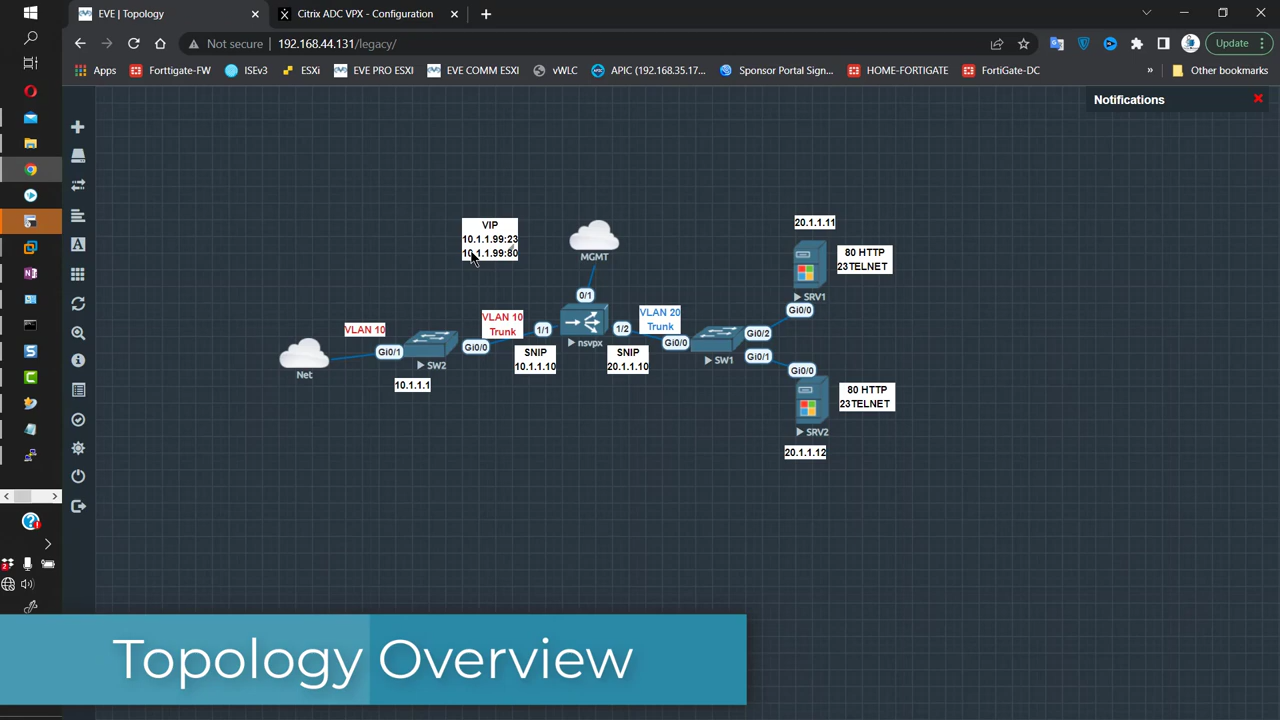 EVE | Topology
Citrix ADC VPX - Configuration
Not secure
192.168.44.131/legacy/
Update
Apps
Forttigate-FW
ISEv3
ESXi
EVE PRO ESXI
EVE COMM ESXI
vWLC
APIC (192.168.35.17...
Sponsor Portal Sign...
HOME-FORTIGATE
FortiGate-DC
»
Other bookmarks
Notifications
VIP
10.1.1.99:23
10.1.1.99:80
MGMT
0/1
20.1.1.11
80 HTTP
23TELNET
SRV1
Gi0/0
VLAN 10
VLAN 10
Trunk
1/1
nsvpx
1/2
VLAN 20
Trunk
Gi0/2
Net
Gi0/1
SW2
Gi0/0
SNIP
10.1.1.10
SNIP
20.1.1.10
Gi0/0
SW1
Gi0/1
Gi0/0
10.1.1.1
80 HTTP
23TELNET
SRV2
20.1.1.12
Topology Overview